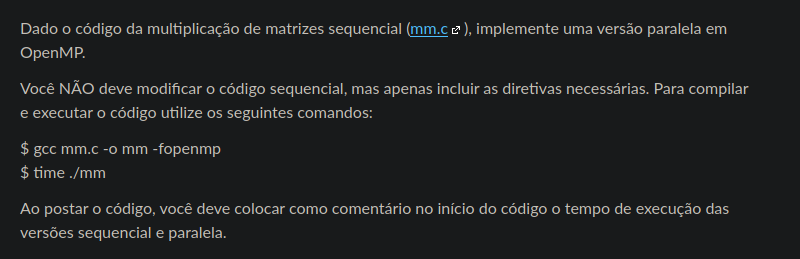 Dado o código da multiplicação de matrizes sequencial (mm.c), implemente uma versão paralela em
OpenMP.
Você NÃO deve modificar o código sequencial, mas apenas incluir as diretivas necessárias. Para compilar
e executar o código utilize os seguintes comandos:
$ gcc mm.c -o mm -fopenmp
$ time ./mm
Ao postar o código, você deve colocar como comentário no início do código o tempo de execução das
versões sequencial e paralela.